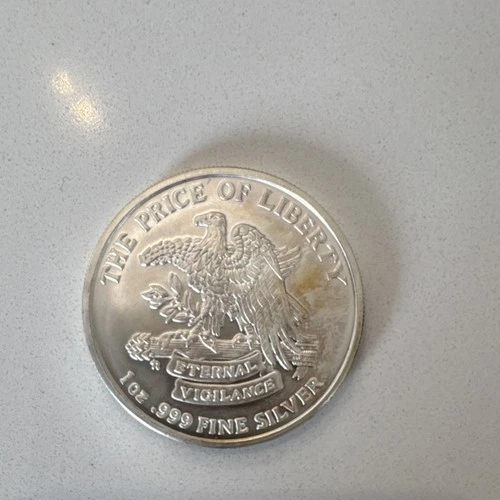 THE PRICE OF LIBERTY
ETERNAL
VIGILANCE
1 oz .999 FINE SILVER